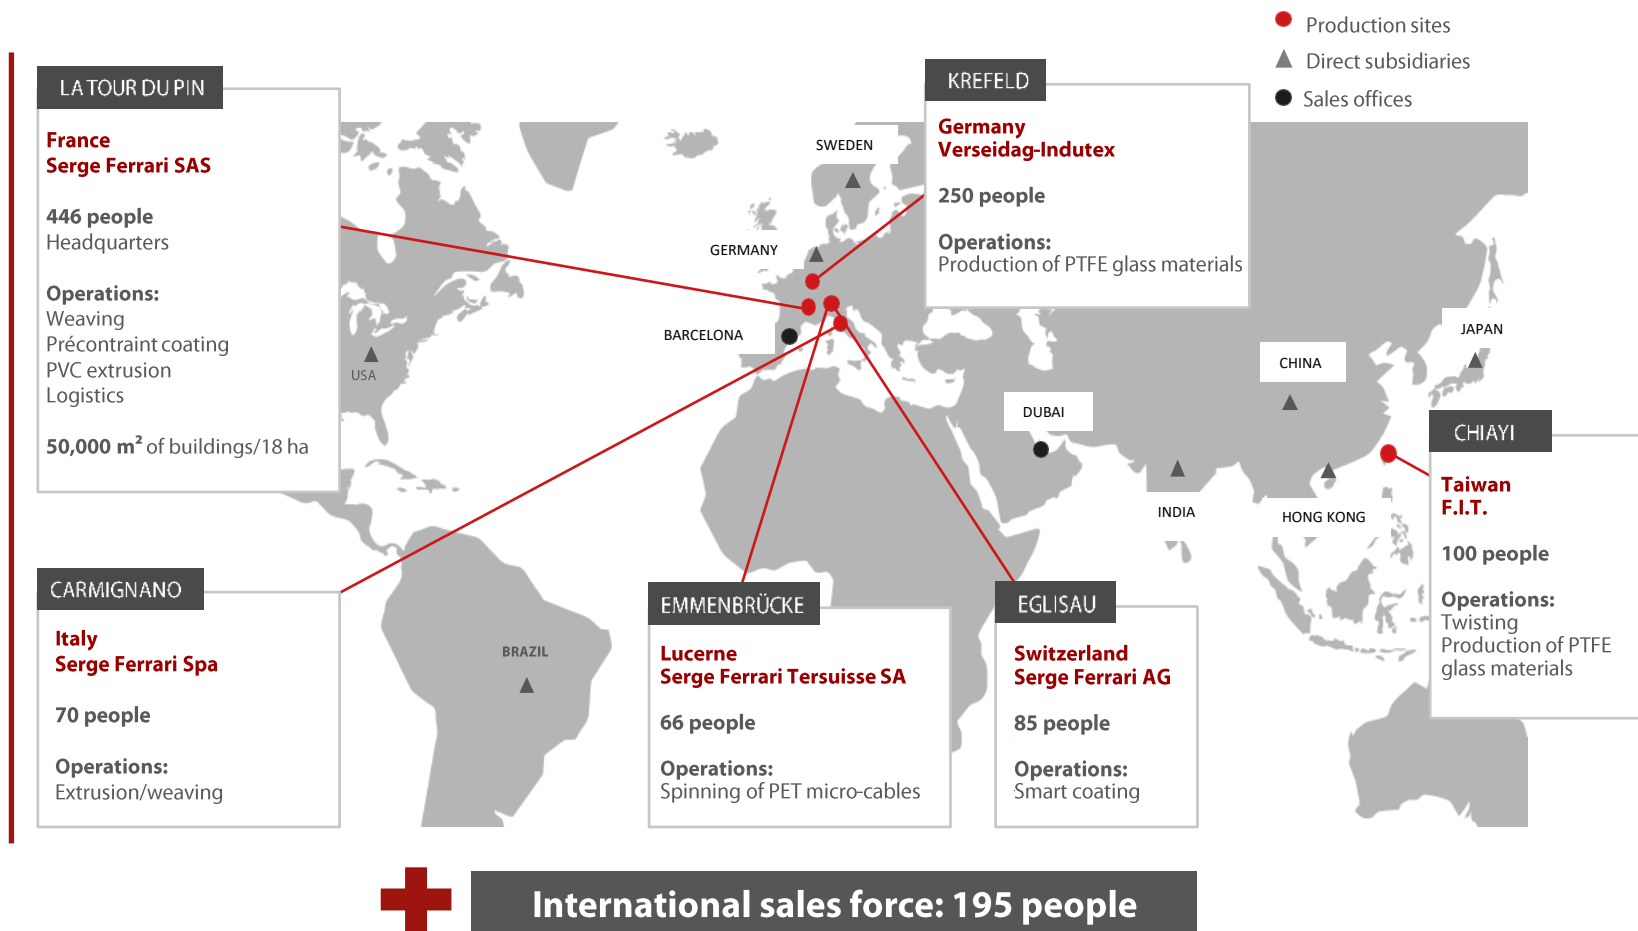 Production sites
Direct subsidiaries
Sales offices
LA TOUR DU PIN
France
Serge Ferrari SAS
446 people
Headquarters
Operations:
Weaving
Précontraint coating
PVC extrusion
Logistics
50,000 m² of buildings/18 ha
KREFELD
Germany
Verseidag-Indutex
250 people
Operations:
Production of PTFE glass materials
SWEDEN
GERMANY
BARCELONA
USA
JAPAN
CHINA
DUBAI
INDIA
HONG KONG
BRAZIL
CHIAYI
Taiwan
F.I.T.
100 people
Operations:
Twisting
Production of PTFE
glass materials
CARMIGNANO
Italy
Serge Ferrari Spa
70 people
Operations:
Extrusion/weaving
EMMENBRÜCKE
Lucerne
Serge Ferrari Tersuisse SA
66 people
Operations:
Spinning of PET micro-cables
EGLISAU
Switzerland
Serge Ferrari AG
85 people
Operations:
Smart coating
International sales force: 195 people